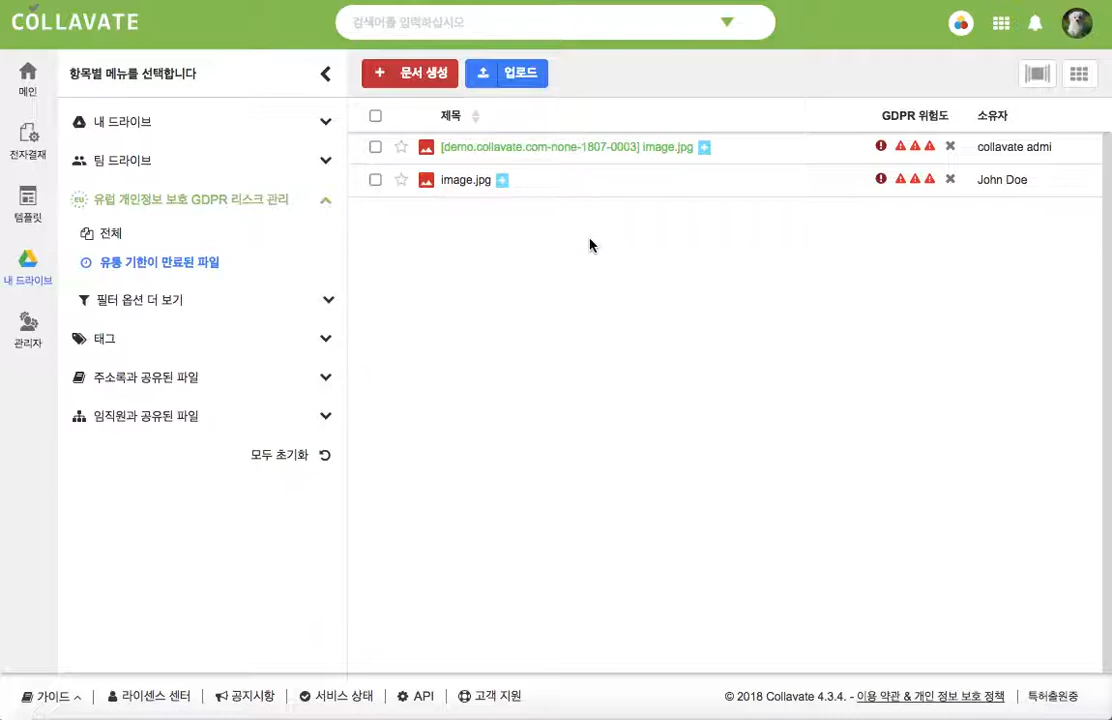 COLLAVATE
검색어를 입력하십시오
메인
전자결재
템플릿
내 드라이브
관리자
항목별 메뉴를 선택합니다
내 드라이브
팀 드라이브
EU 유럽 개인정보 보호 GDPR 리스크 관리
전체
유통 기한이 만료된 파일
필터 옵션 더 보기
태그
주소록과 공유된 파일
임직원과 공유된 파일
모두 초기화
+ 문서 생성 업로드
제목 GDPR 위험도 소유자
[demo.collavate.com-none-1807-0003] image.jpg collavate admi
image.jpg John Doe
가이드 | 라이센스 센터 | 공지사항 | 서비스 상태 | API | 고객 지원
© 2018 Collavate 4.3.4. - 이용 약관 & 개인 정보 보호 정책 | 특허출원중